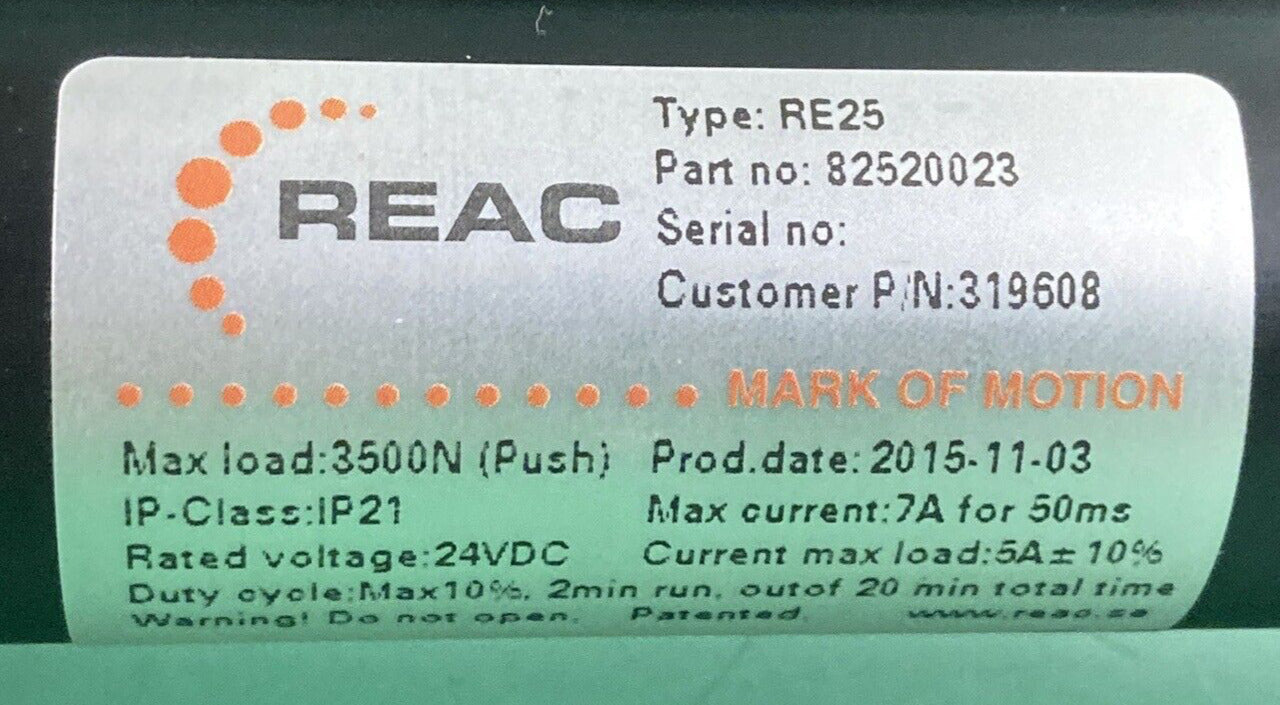 REAC
Type: RE25
Part no: 82520023
Serial no:
Customer P/N:319608
MARK OF MOTION
Max load:3500N (Push) Prod.date: 2015-11-03
IP-Class:IP21 Max current:7A for 50ms
Rated voltage:24VDC Current max load:5A± 10%
Duty cycle:Max10%, 2min run, outof 20 min total time
Warning! Do not open. Patented. www.reac.se